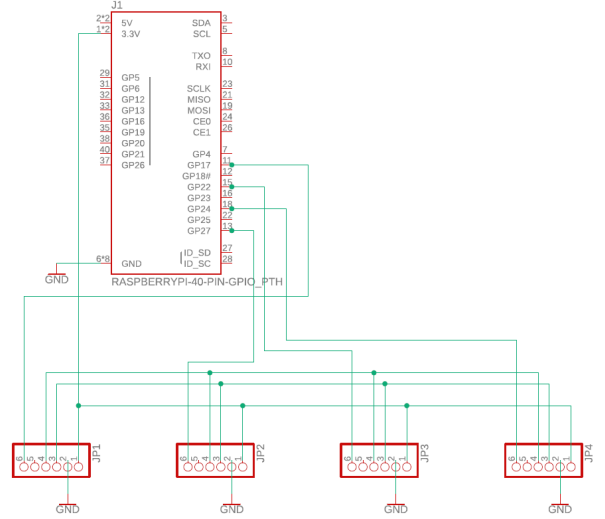 J1
2*2 5V SDA 3
1*2 3.3V SCL 5
TXO 8
RXI 10
29 GP5
31 GP6 SCLK 23
32 GP12 MISO 21
33 GP13 MOSI 19
36 GP16 CE0 24
35 GP19 CE1 26
38 GP20
40 GP21 GP4 7
37 GP26 GP17 11
GP18# 12
GP22 15
GP23 16
GP24 18
GP25 22
GP27 13
ID_SD 27
6*8 GND ID_SC 28
GND
RASPBERRYPI-40-PIN-GPIO_PTH
6 5 4 3 2 1 JP1
6 5 4 3 2 1 JP2
6 5 4 3 2 1 JP3
6 5 4 3 2 1 JP4
GND GND GND GND